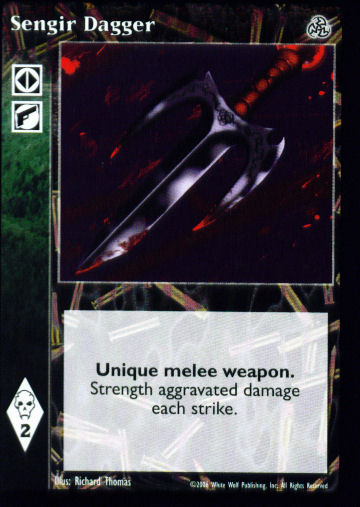 Sengir Dagger
Unique melee weapon.
Strength aggravated damage
each strike.
2
Illus: Richard Thomas
©2006 White Wolf Publishing, Inc. All Rights Reserved